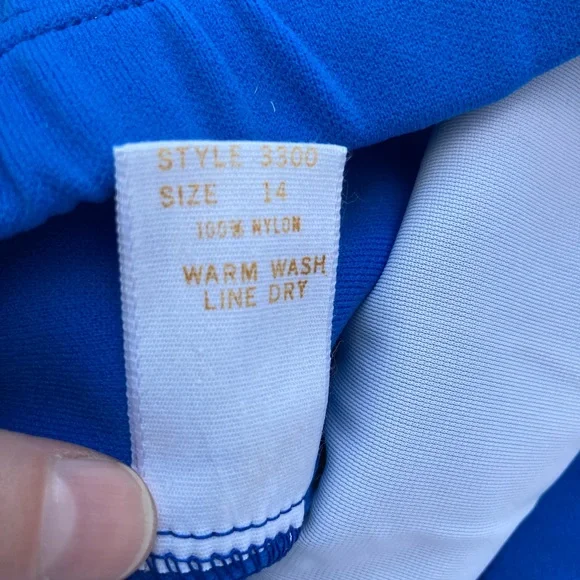 STYLE 3300
SIZE 14
100% NYLON
WARM WASH
LINE DRY